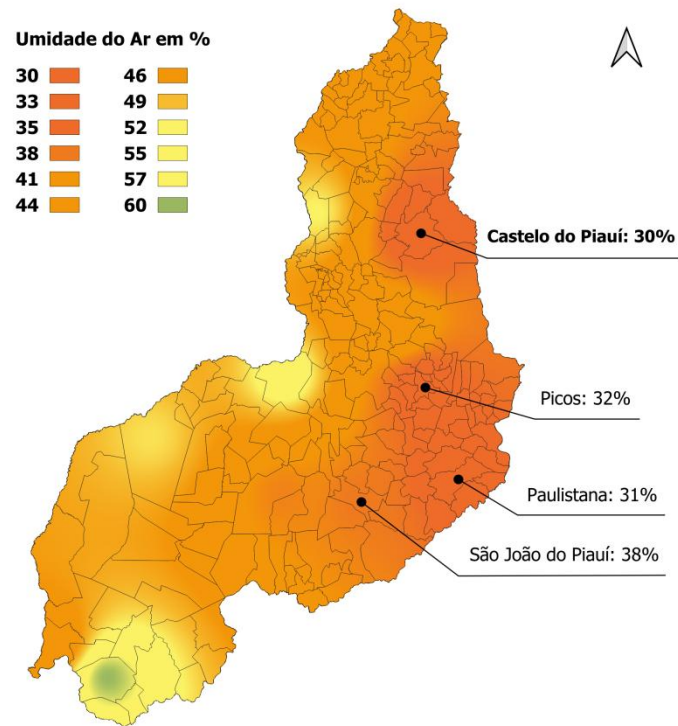 Umidade do Ar em %
30 46
33 49
35 52
38 55
41 57
44 60
Castelo do Piauí: 30%
Picos: 32%
Paulistana: 31%
São João do Piauí: 38%